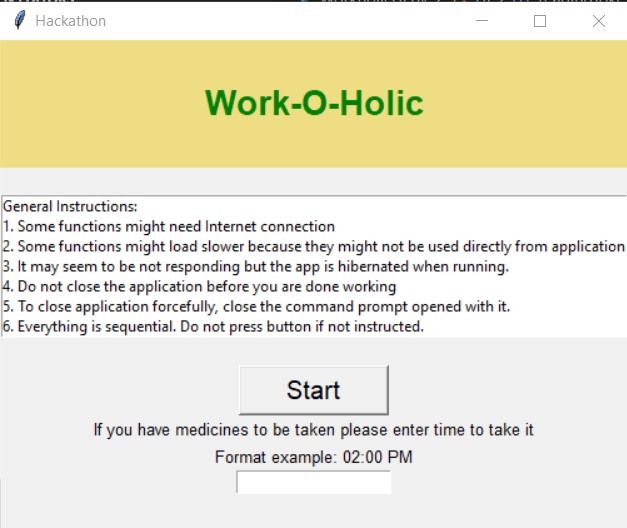 Hackathon
Work-O-Holic
General Instructions:
1. Some functions might need Internet connection
2. Some functions might load slower because they might not be used directly from application
3. It may seem to be not responding but the app is hibernated when running.
4. Do not close the application before you are done working
5. To close application forcefully, close the command prompt opened with it.
6. Everything is sequential. Do not press button if not instructed.
Start
If you have medicines to be taken please enter time to take it
Format example: 02:00 PM